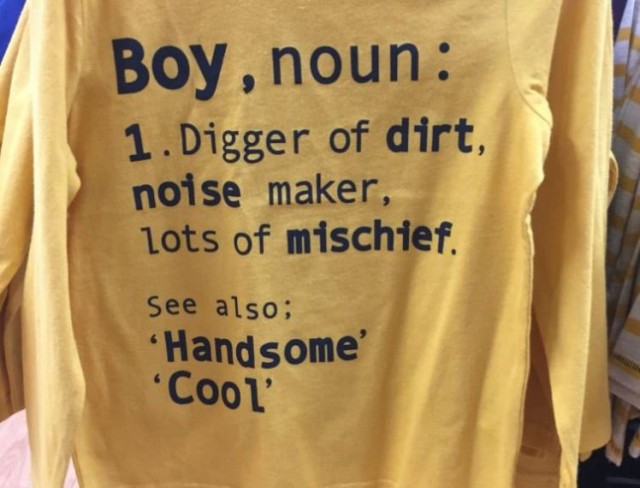 Boy, noun:
1. Digger of dirt,
noise maker,
lots of mischief.
See also;
‘Handsome’
‘Cool’